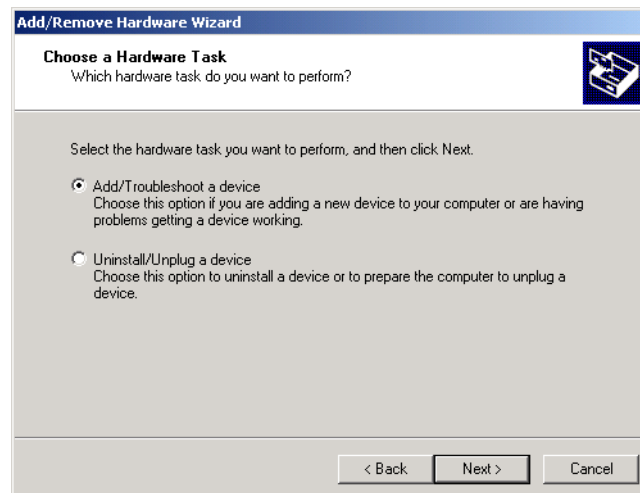 Add/Remove Hardware Wizard
Choose a Hardware Task
Which hardware task do you want to perform?
Select the hardware task you want to perform, and then click Next.
Add/Troubleshoot a device
Choose this option if you are adding a new device to your computer or are having
problems getting a device working.
Uninstall/Unplug a device
Choose this option to uninstall a device or to prepare the computer to unplug a
device.
< Back Next > Cancel